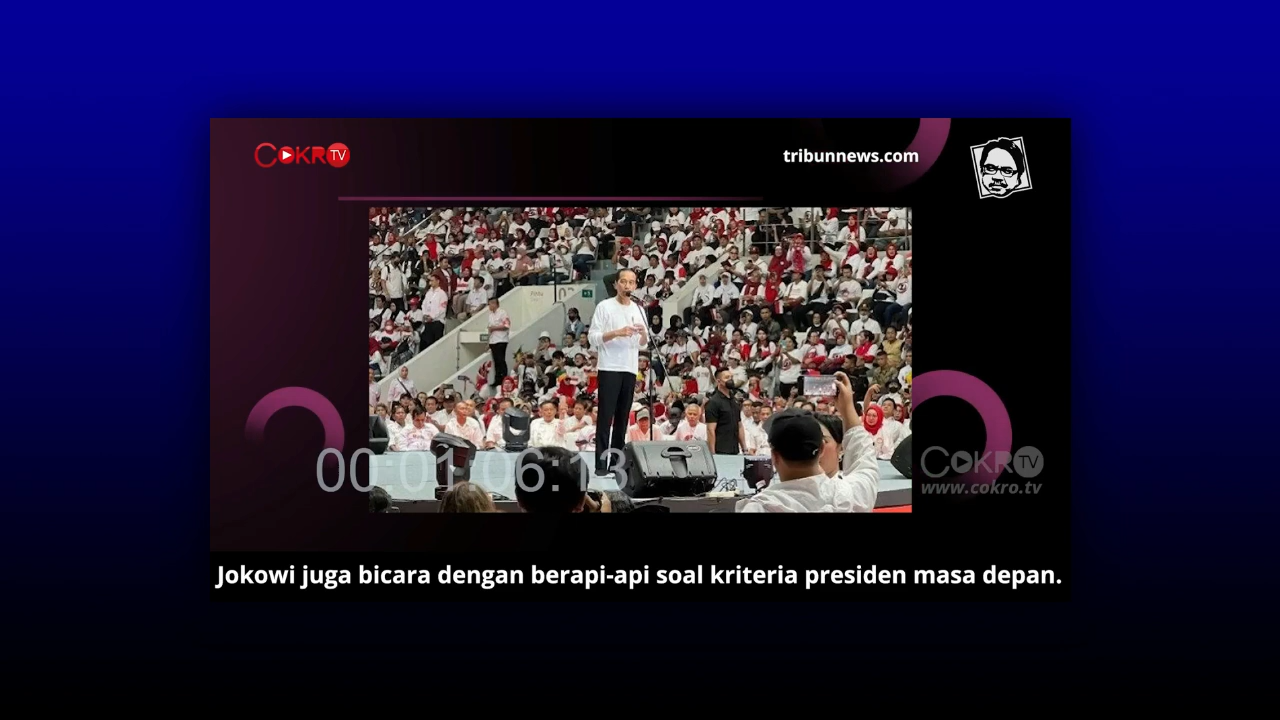 COKRO TV
tribunnews.com
00:01:06:13
COKRO TV
www.cokro.tv
Jokowi juga bicara dengan berapi-api soal kriteria presiden masa depan.